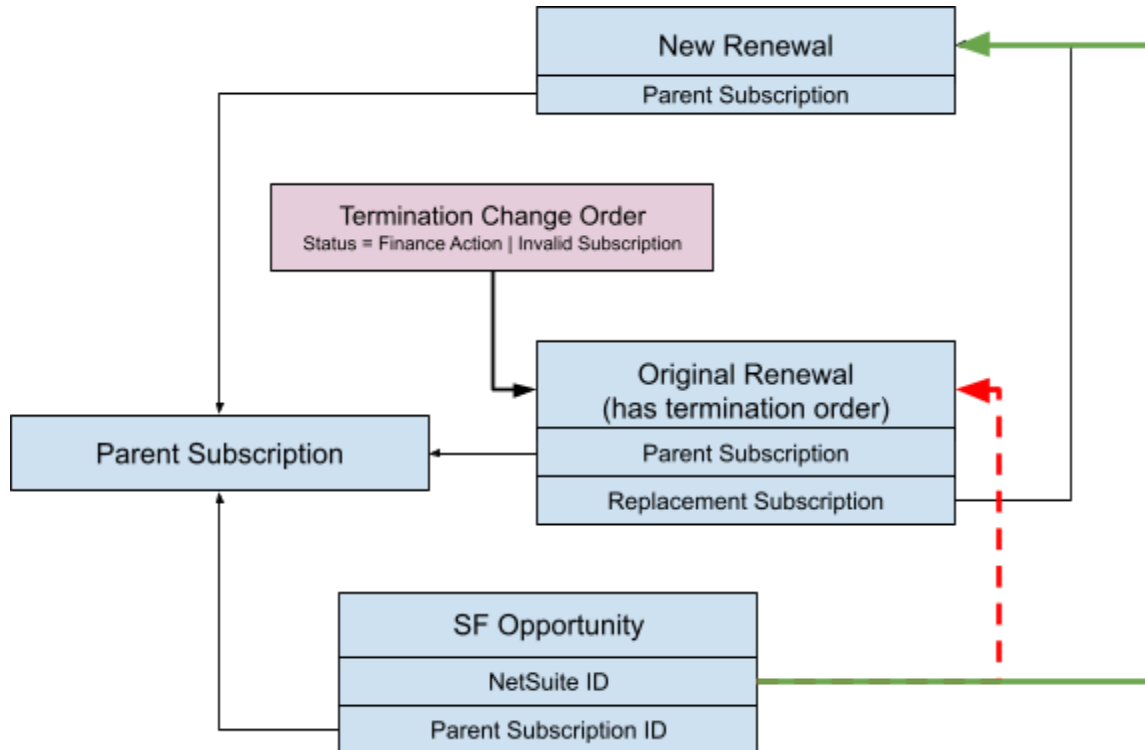 New Renewal
Parent Subscription
Termination Change Order
Status = Finance Action | Invalid Subscription
Original Renewal
(has termination order)
Parent Subscription
Parent Subscription
Replacement Subscription
SF Opportunity
NetSuite ID
Parent Subscription ID